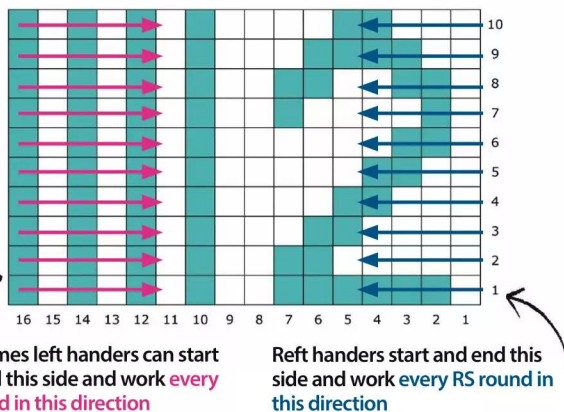 10
9
8
7
6
5
4
3
2
1
16 15 14 13 12 11 10 9 8 7 6 5 4 3 2 1
mes left handers can start
this side and work every
d in this direction
Reft handers start and end this
side and work every RS round in
this direction